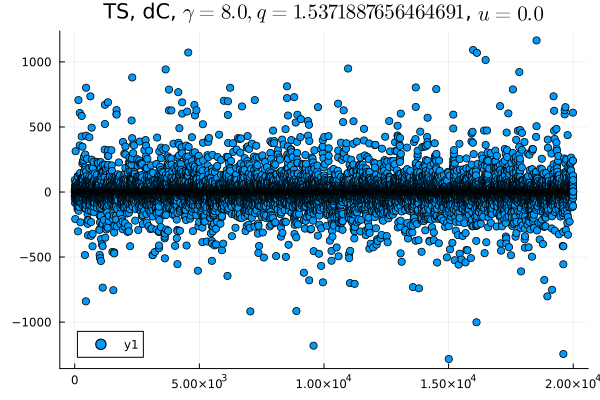 TS, dC, γ = 8.0, q = 1.5371887656464691, u = 0.0
1000
500
0
−500
−1000
y1
0 5.00×10³ 1.00×10⁴ 1.50×10⁴ 2.00×10⁴